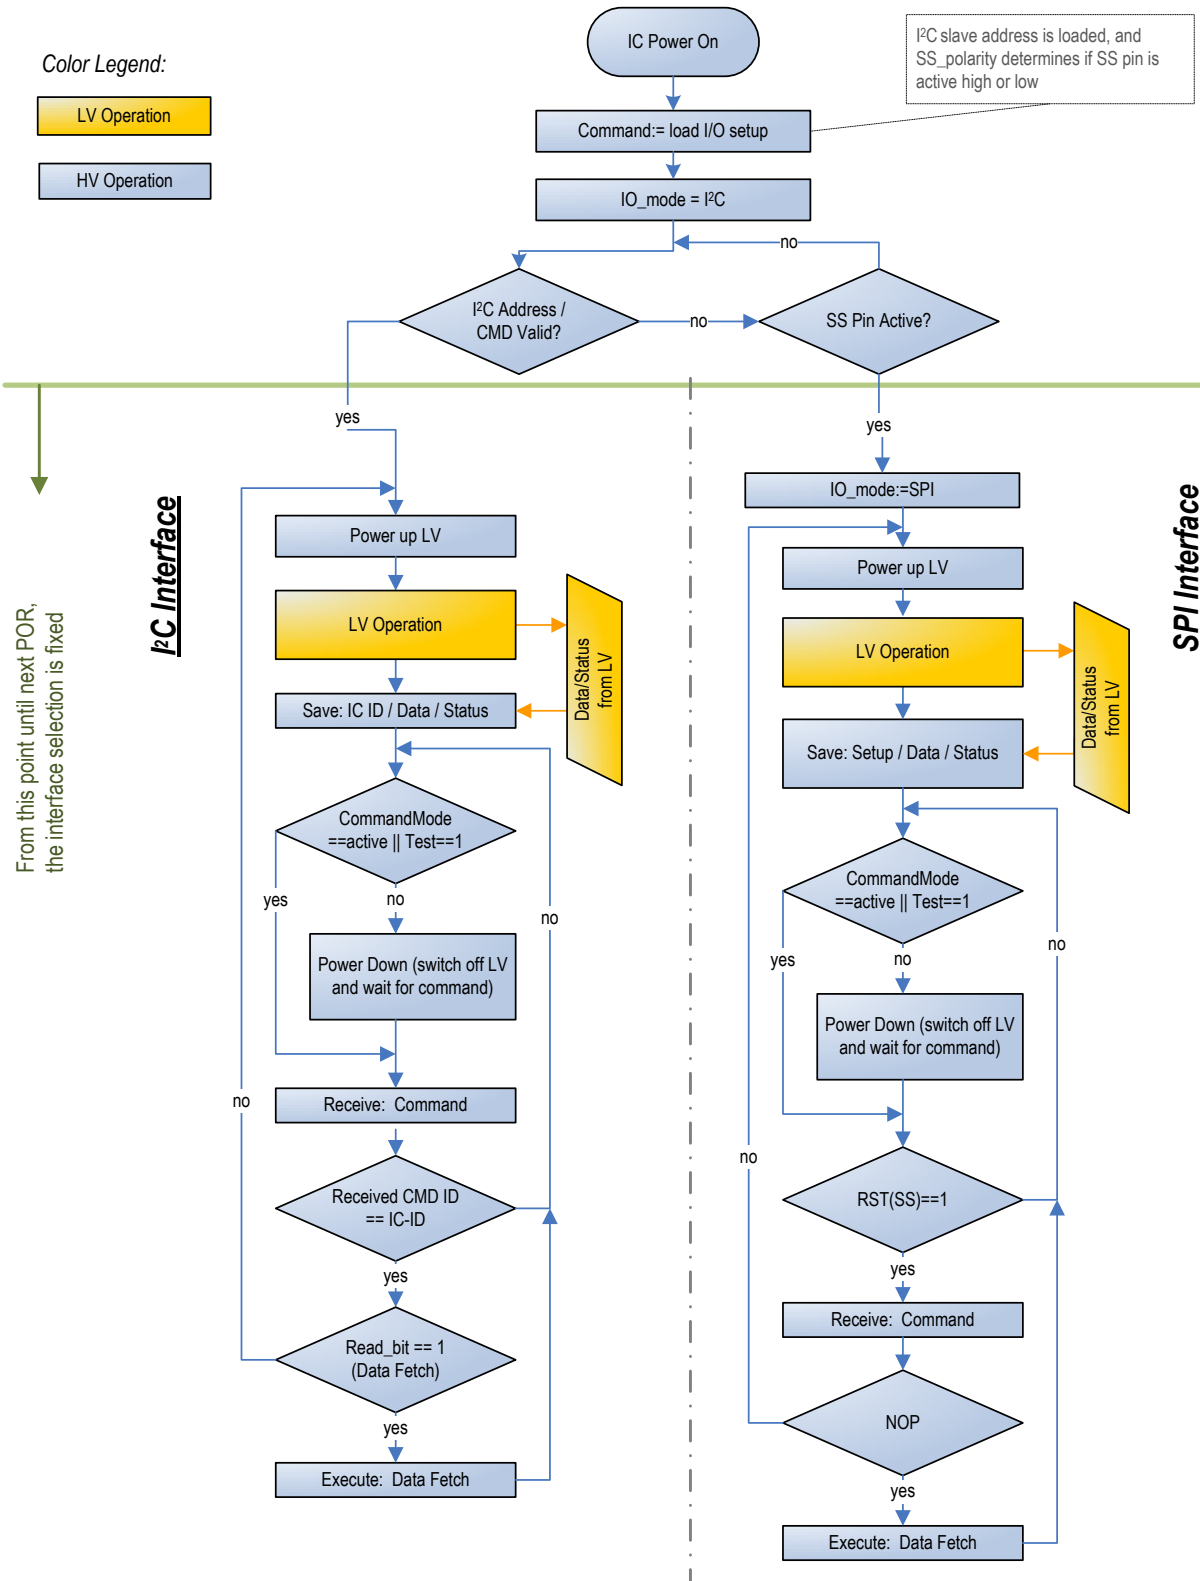 IC Power On
I²C slave address is loaded, and
SS_polarity determines if SS pin is
active high or low
Color Legend:
LV Operation
HV Operation
Command:= load I/O setup
IO_mode = I²C
no
I²C Address /
CMD Valid?
no
SS Pin Active?
yes
yes
From this point until next POR,
the interface selection is fixed
I²C Interface
Power up LV
LV Operation
Data/Status
from LV
Save: IC ID / Data / Status
CommandMode
==active || Test==1
yes
no
no
Power Down (switch off LV
and wait for command)
no
Receive: Command
Received CMD ID
== IC-ID
yes
Read_bit == 1
(Data Fetch)
yes
Execute: Data Fetch
SPI Interface
IO_mode:=SPI
Power up LV
LV Operation
Data/Status
from LV
Save: Setup / Data / Status
CommandMode
==active || Test==1
yes
no
no
Power Down (switch off LV
and wait for command)
no
RST(SS)==1
yes
Receive: Command
NOP
yes
Execute: Data Fetch